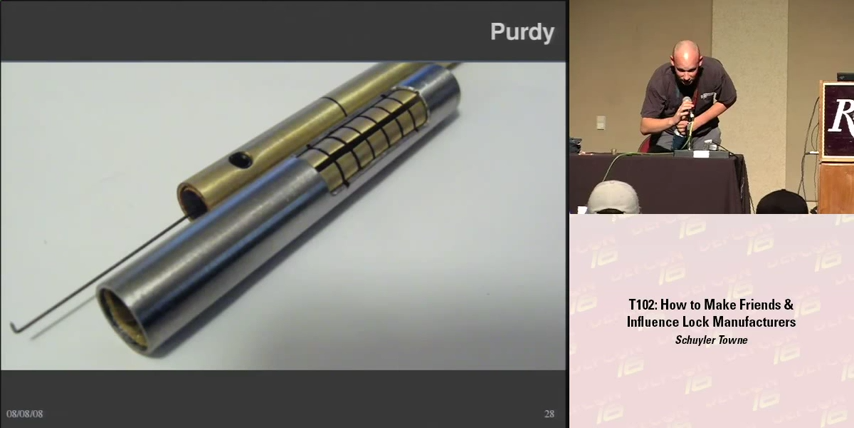 Purdy
08/08/08
28
R
T102: How to Make Friends &
Influence Lock Manufacturers
Schuyler Towne